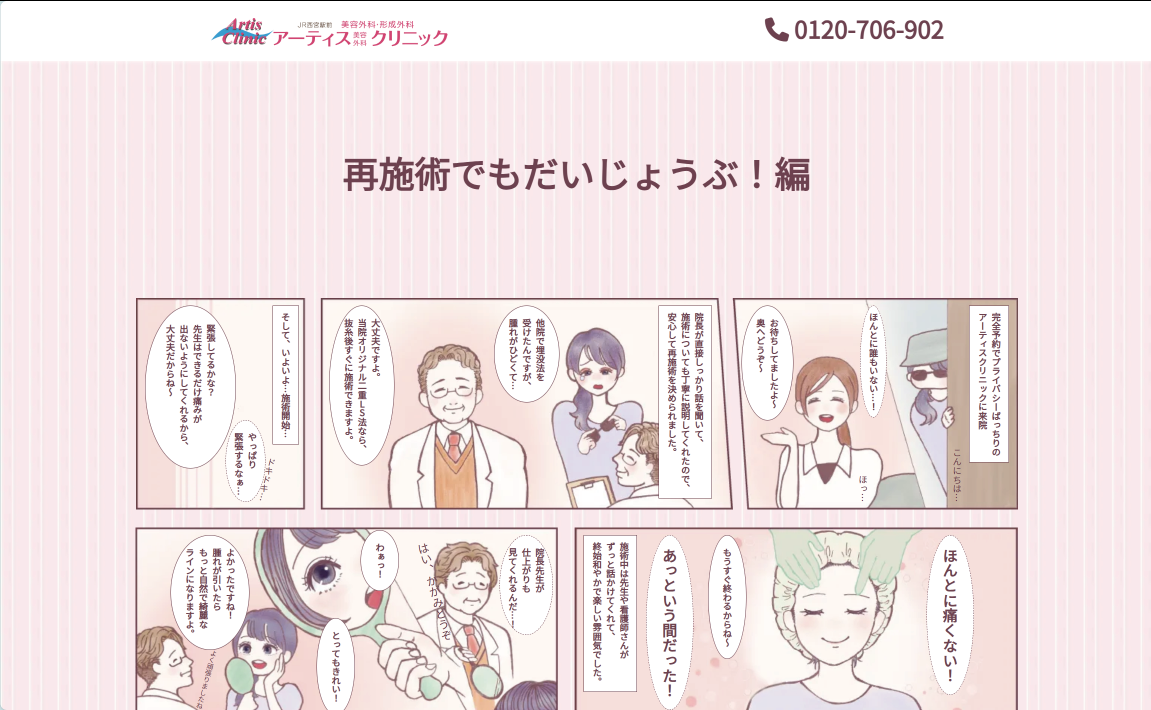 Artis
Clinic
JR西宮駅前
美容外科・形成外科
アーティス美容外科クリニック
0120-706-902
再施術でもだいじょうぶ！編
完全予約でプライバシーばっちりの
アーティスクリニックに来院
こんにちは…
ほんとに誰もいない…！
お待ちしてましたよ〜
奥へどうぞ〜
ほっ…
院長が直接しっかり話を聞いて、
施術についても丁寧に説明してくれたので、
安心して再施術を決められました。
他院で埋没法を
受けたんですが、
腫れがひどくて…
大丈夫ですよ。
当院オリジナル二重ＬＳ法なら、
抜糸後すぐに施術できますよ。
そして、いよいよ…施術開始…
ドキドキ…
やっぱり
緊張するなぁ…
緊張してるかな？
先生はできるだけ痛みが
出ないようにしてくれるから、
大丈夫だからね〜
ほんとに痛くない！
もうすぐ終わるからね〜
あっという間だった！
施術中は先生や看護師さんが
ずっと話かけてくれて、
終始和やかで楽しい雰囲気でした。
院長先生が
仕上がりも
見てくれるんだ…！
はい、かがみどうぞ
わぁっ！
とってもきれい！
よかったですね！
腫れが引いたら
もっと自然で綺麗な
ラインになりますよ。
よく頑張りましたね